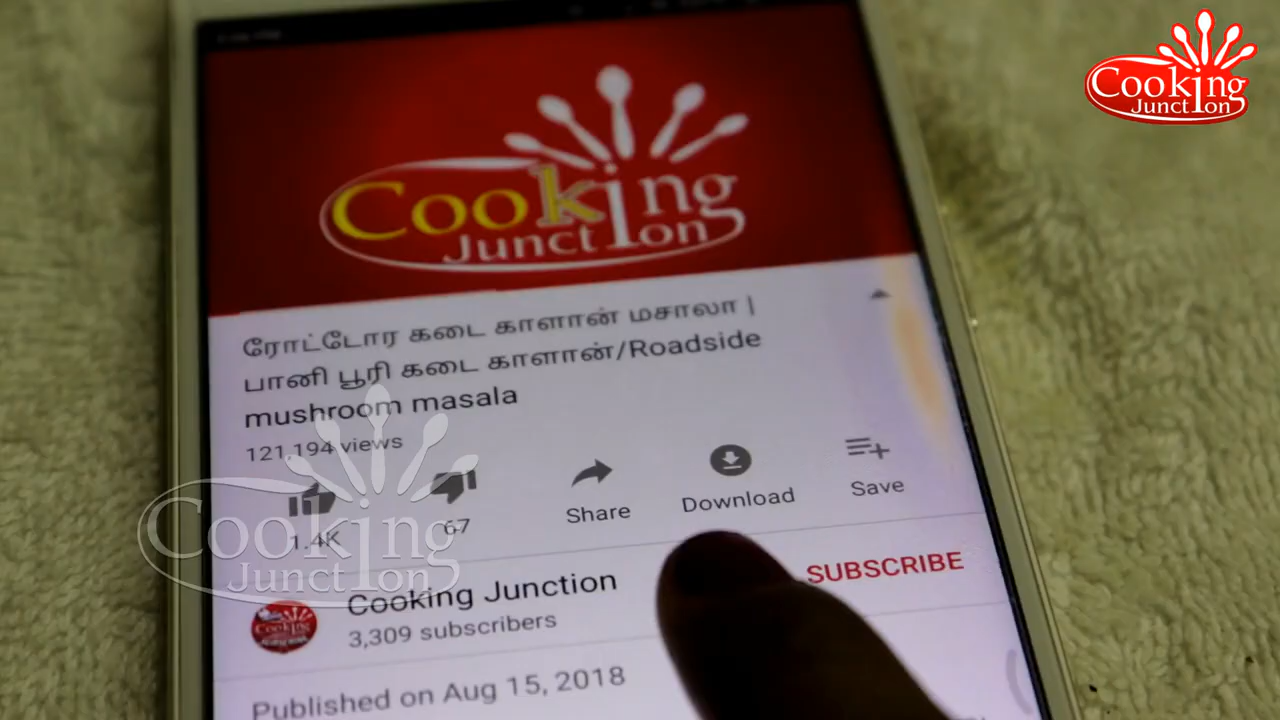 Cooking
Junction
Cooking
Junction
ரோட்டோர கடை காளான் மசாலா |
பானி பூரி கடை காளான்/Roadside
mushroom masala
121,194 views
1.4K
67
Share
Download
Save
Cooking
Junction
Cooking Junction
3,309 subscribers
SUBSCRIBE
Published on Aug 15, 2018